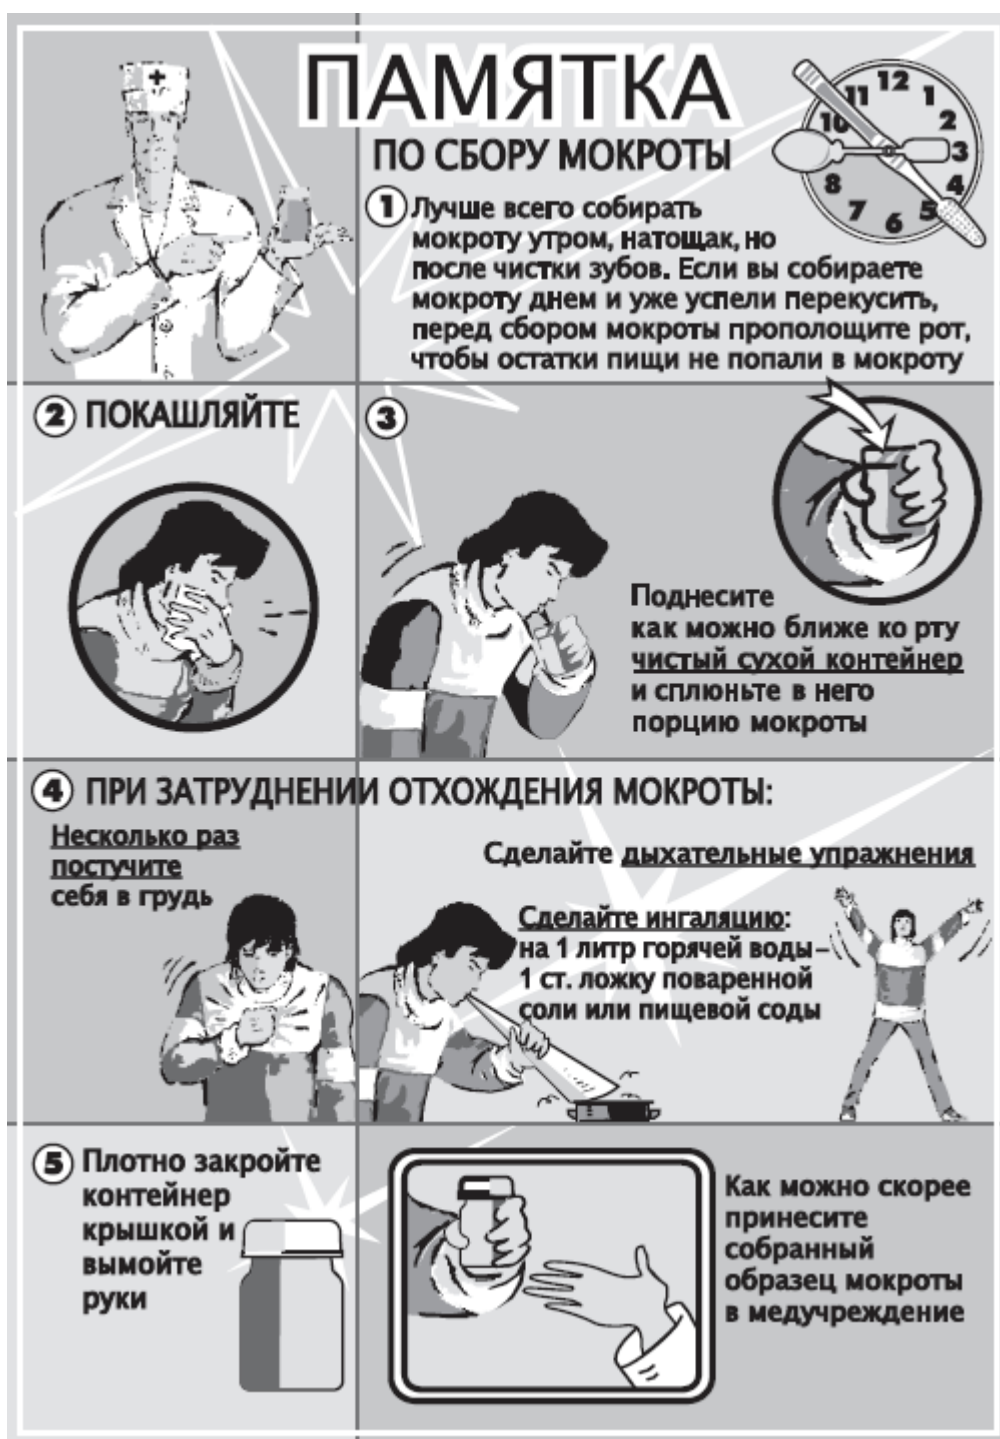 ПАМЯТКА
ПО СБОРУ МОКРОТЫ
12
1
2
3
4
5
6
7
8
10
11
1 Лучше всего собирать
мокроту утром, натощак, но
после чистки зубов. Если вы собираете
мокроту днем и уже успели перекусить,
перед сбором мокроты прополощите рот,
чтобы остатки пищи не попали в мокроту
2 ПОКАШЛЯЙТЕ
3
Поднесите
как можно ближе ко рту
чистый сухой контейнер
и сплюньте в него
порцию мокроты
4 ПРИ ЗАТРУДНЕНИИ ОТХОЖДЕНИЯ МОКРОТЫ:
Несколько раз
постучите
себя в грудь
Сделайте дыхательные упражнения
Сделайте ингаляцию:
на 1 литр горячей воды–
1 ст. ложку поваренной
соли или пищевой соды
5 Плотно закройте
контейнер
крышкой и
вымойте
руки
Как можно скорее
принесите
собранный
образец мокроты
в медучреждение